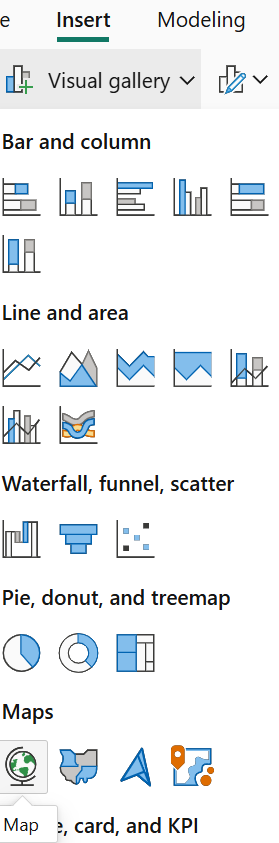 e Insert Modeling
Visual gallery
Bar and column
Line and area
Waterfall, funnel, scatter
Pie, donut, and treemap
Maps
Map e, card, and KPI